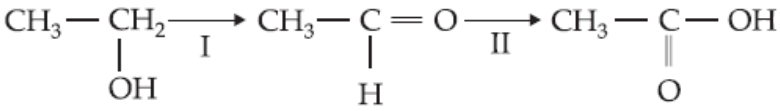 CH₃ — CH₂ → CH₃ — C = O → CH₃ — C — OH
I II
OH H O